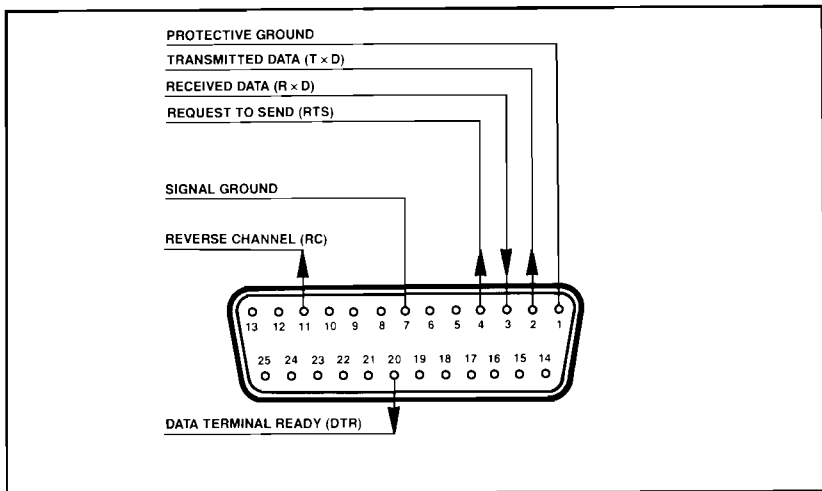 PROTECTIVE GROUND
TRANSMITTED DATA (T × D)
RECEIVED DATA (R × D)
REQUEST TO SEND (RTS)
SIGNAL GROUND
REVERSE CHANNEL (RC)
13 12 11 10 9 8 7 6 5 4 3 2 1
25 24 23 22 21 20 19 18 17 16 15 14
DATA TERMINAL READY (DTR)